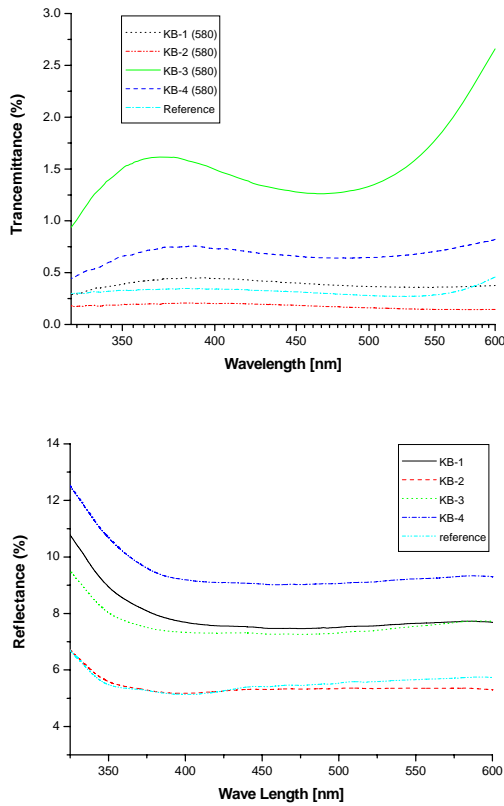 3.0
2.5
2.0
1.5
1.0
0.5
0.0
Trancemittance (%)
KB-1 (580)
KB-2 (580)
KB-3 (580)
KB-4 (580)
Reference
350 400 450 500 550 600
Wavelength [nm]
14
12
10
8
6
4
Reflectance (%)
KB-1
KB-2
KB-3
KB-4
reference
350 400 450 500 550 600
Wave Length [nm]